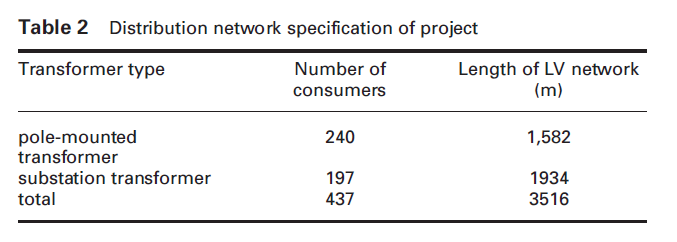 Table 2 Distribution network specification of project
Transformer type Number of consumers Length of LV network (m)
pole-mounted transformer 240 1,582
substation transformer 197 1934
total 437 3516